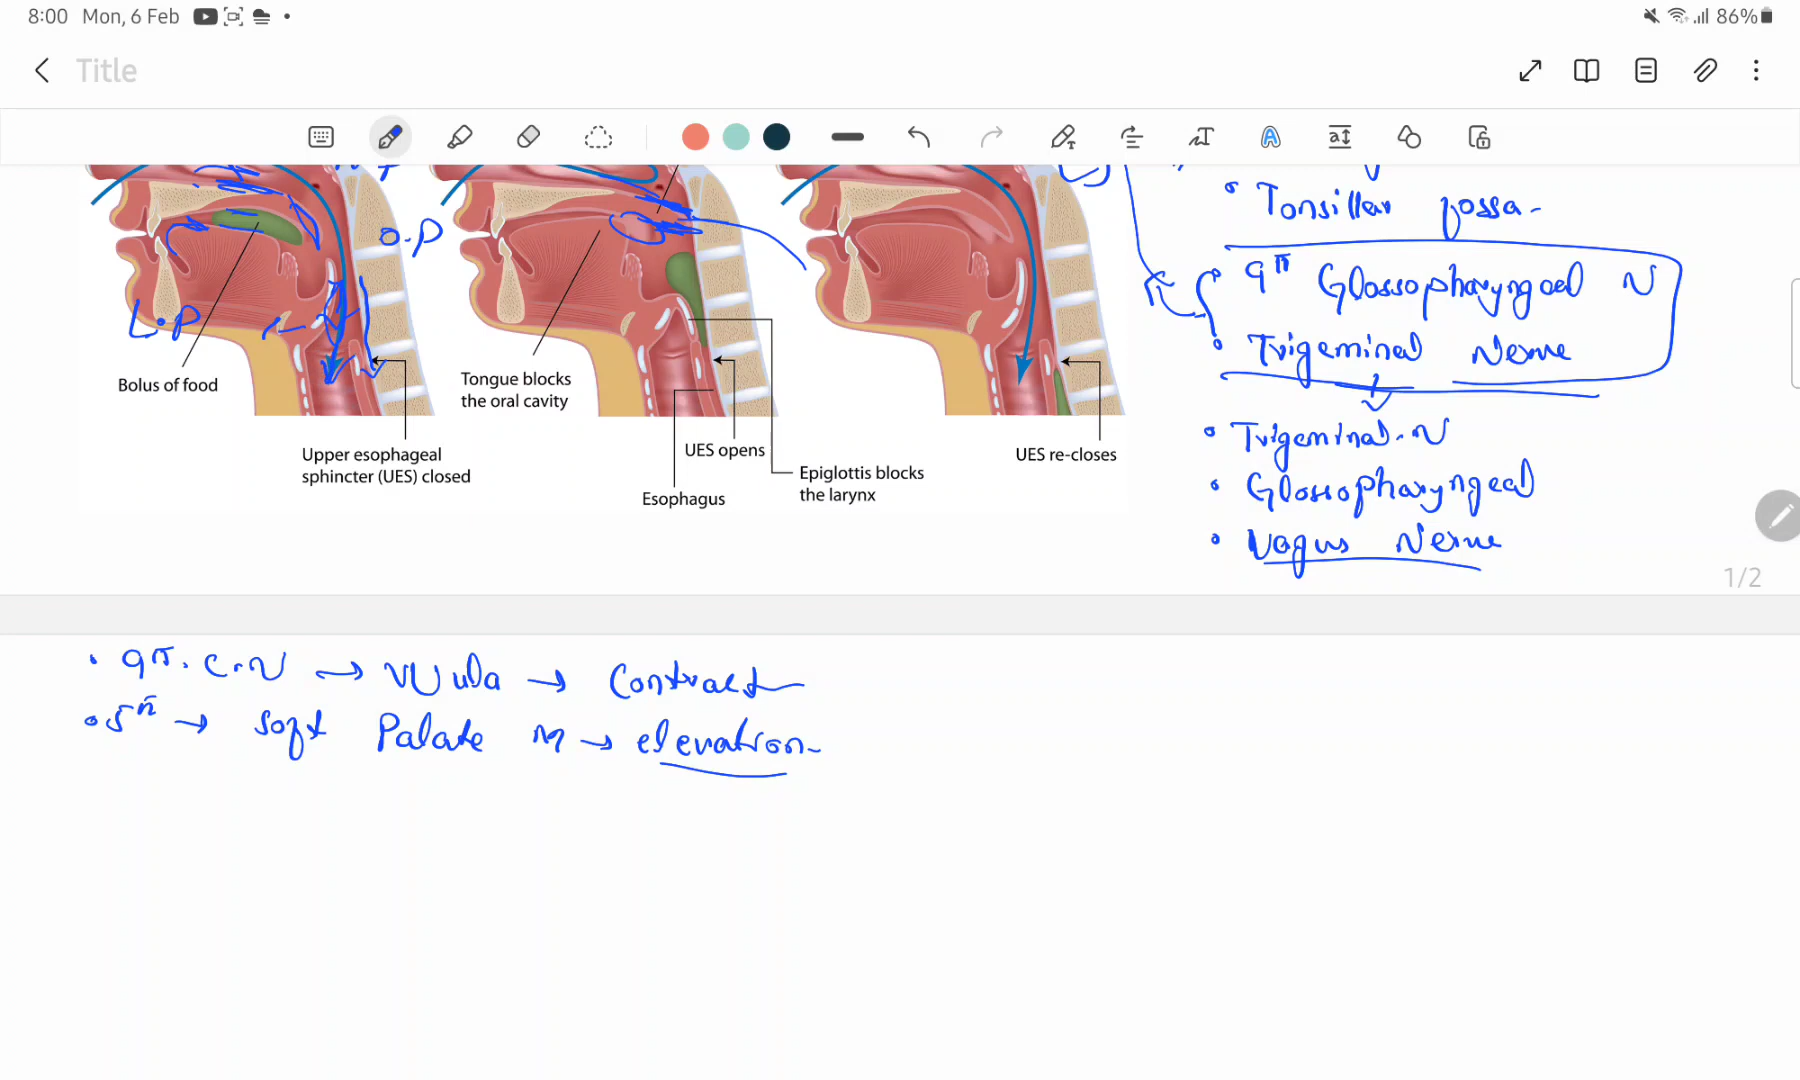 8:00 Mon, 6 Feb
86%
Title
O.P
L.P
Bolus of food
Upper esophageal
sphincter (UES) closed
Tongue blocks
the oral cavity
UES opens
Esophagus
Epiglottis blocks
the larynx
UES re-closes
• Tonsillar fossa-
• 9th Glossopharyngeal N
• Trigeminal Nerve
• Trigeminal. N
• Glossopharyngeal
• Vagus Nerve
1/2
• 9th. C.N → UVula → Contract
• 5th → Soft Palate M → elevation-